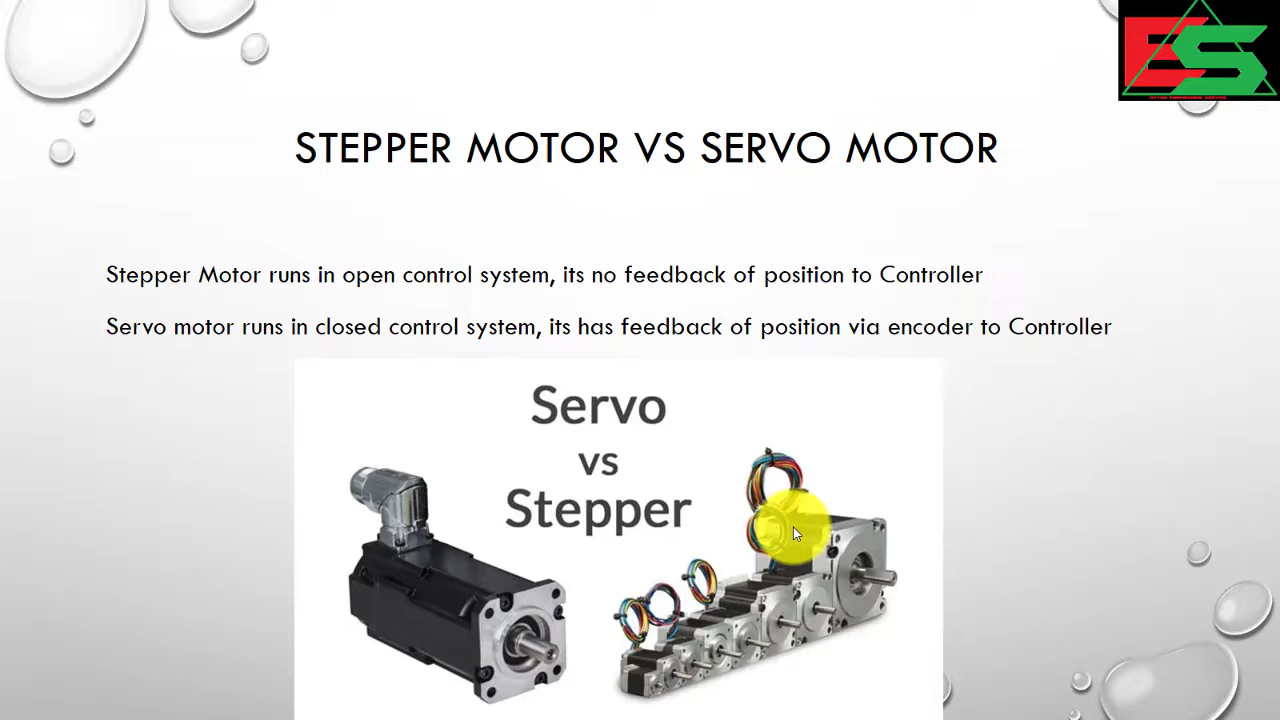 ES
STEPPER MOTOR VS SERVO MOTOR
Stepper Motor runs in open control system, its no feedback of position to Controller
Servo motor runs in closed control system, its has feedback of position via encoder to Controller
Servo
vs
Stepper